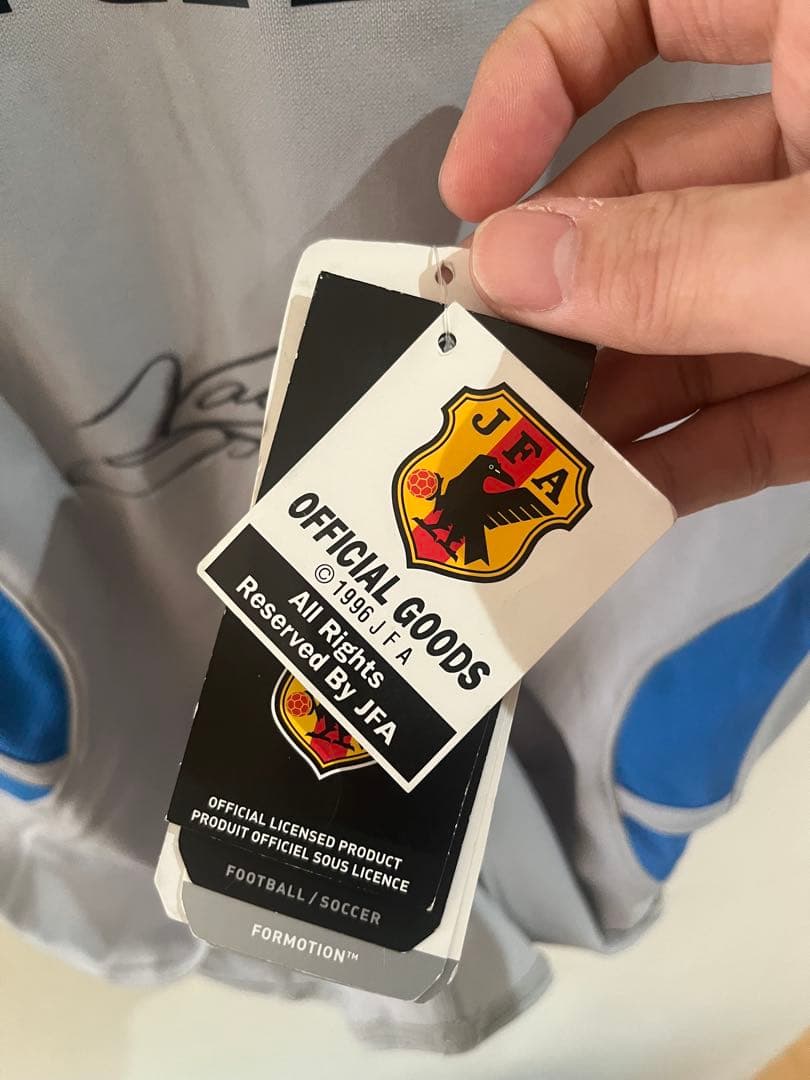 JFA
OFFICIAL GOODS
© 1996 J F A
All Rights
Reserved By JFA
OFFICIAL LICENSED PRODUCT
PRODUIT OFFICIEL SOUS LICENCE
FOOTBALL / SOCCER
FORMOTION™